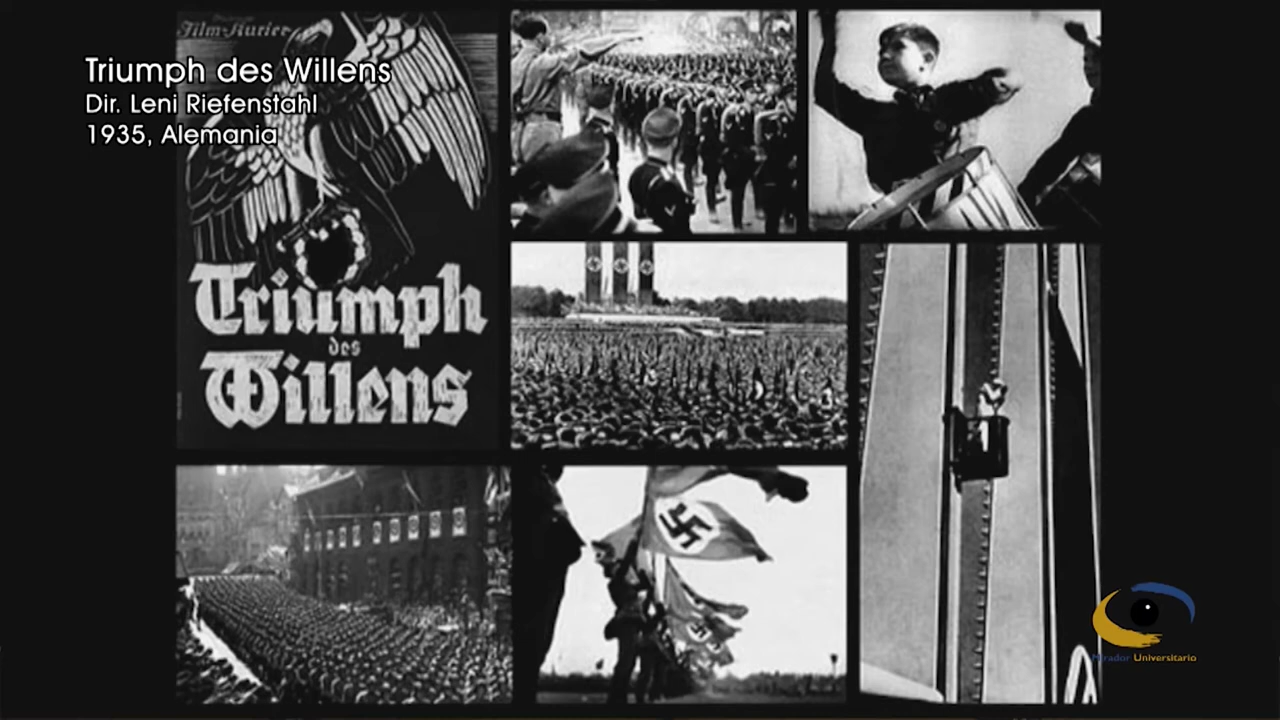 Film-Kurier
Triumph des Willens
Dir. Leni Riefenstahl
1935, Alemania
Triumph
des
Willens
Mirador Universitario